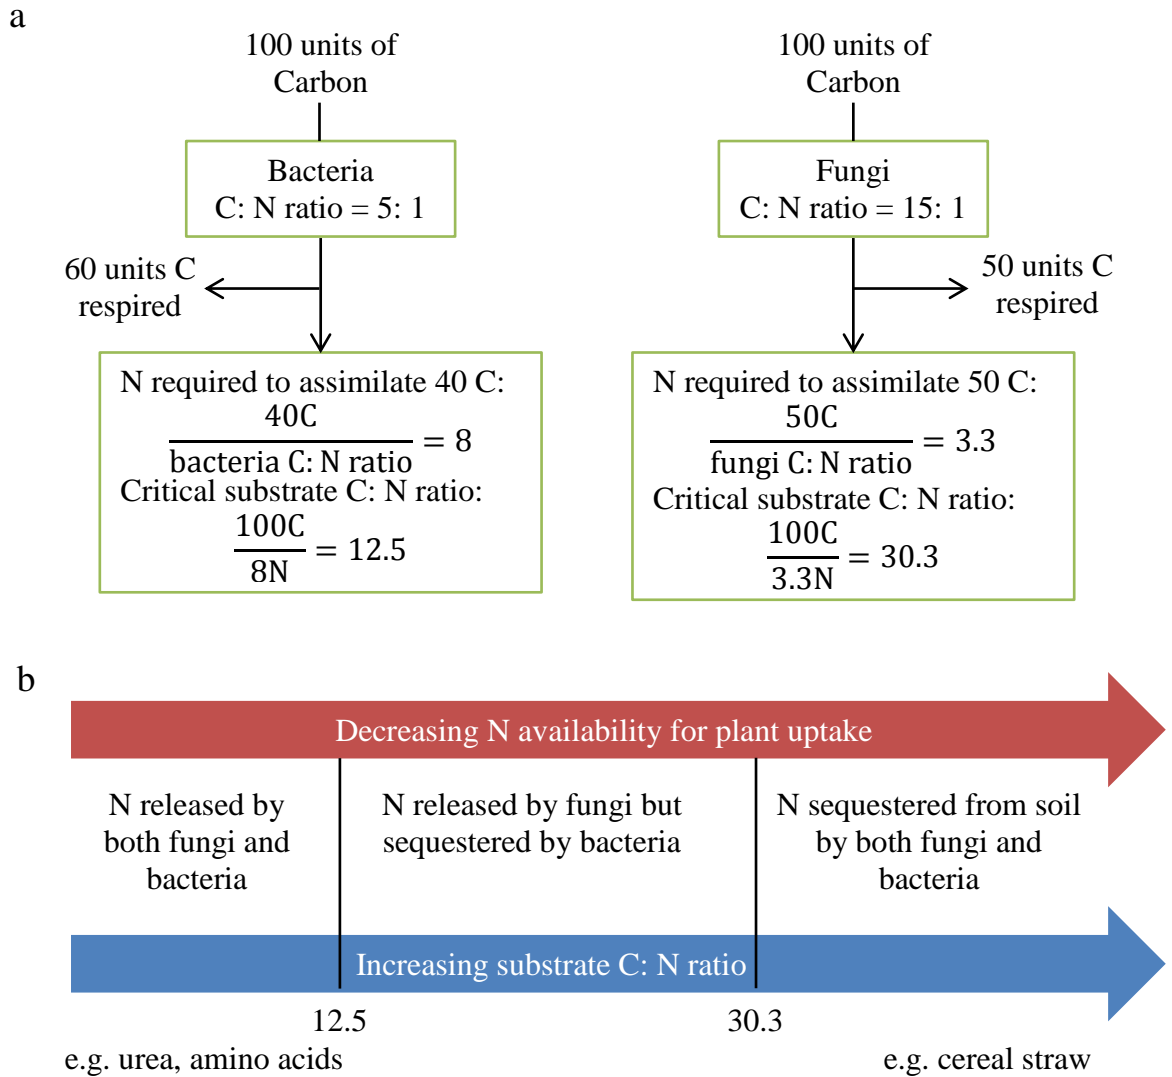 a
100 units of
Carbon
Bacteria
C: N ratio = 5: 1
60 units C
respired
N required to assimilate 40 C:
40C
bacteria C: N ratio
= 8
Critical substrate C: N ratio:
100C
8N
= 12.5
100 units of
Carbon
Fungi
C: N ratio = 15: 1
50 units C
respired
N required to assimilate 50 C:
50C
fungi C: N ratio
= 3.3
Critical substrate C: N ratio:
100C
3.3N
= 30.3
b
Decreasing N availability for plant uptake
N released by
both fungi and
bacteria
N released by fungi but
sequestered by bacteria
N sequestered from soil
by both fungi and
bacteria
Increasing substrate C: N ratio
12.5
30.3
e.g. urea, amino acids
e.g. cereal straw